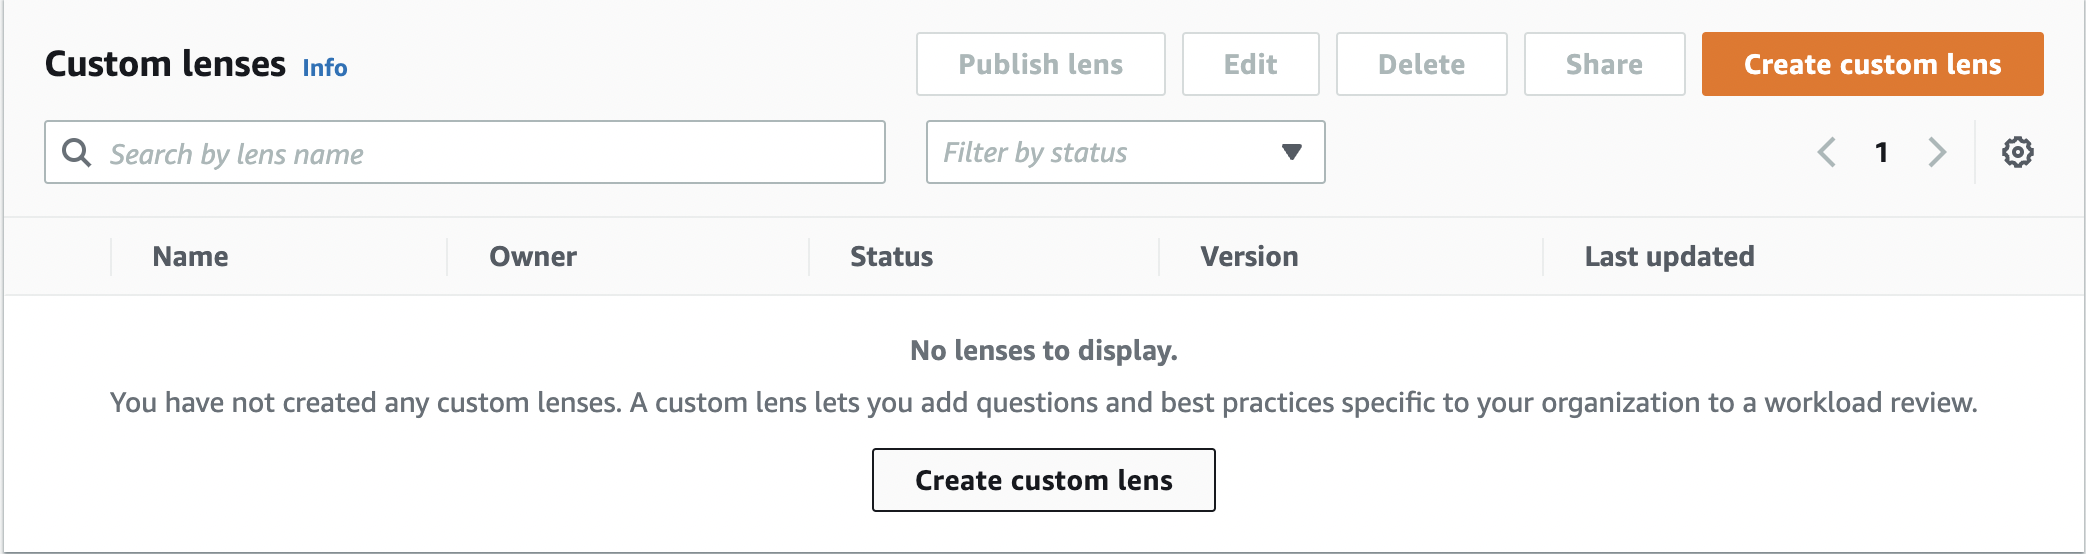 Custom lenses Info Publish lens Edit Delete Share Create custom lens
Search by lens name Filter by status 1
Name Owner Status Version Last updated
No lenses to display.
You have not created any custom lenses. A custom lens lets you add questions and best practices specific to your organization to a workload review.
Create custom lens